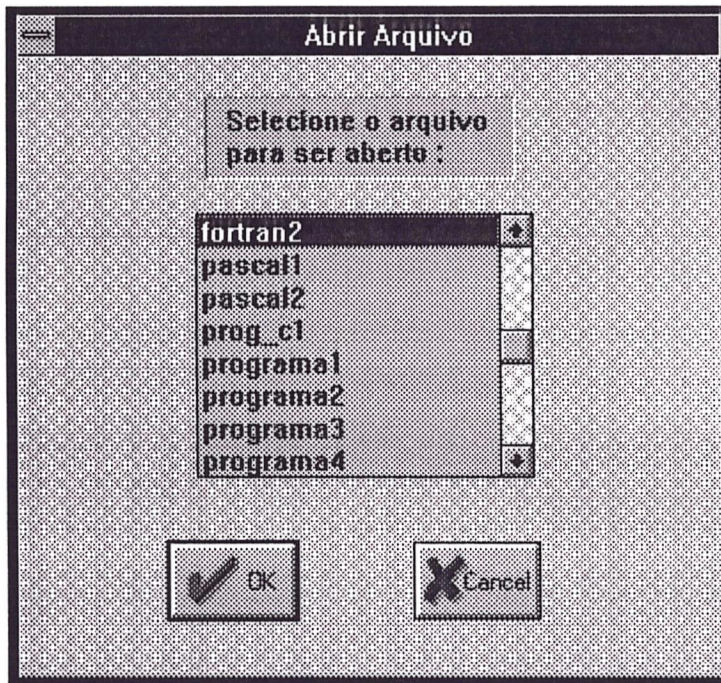 Abrir Arquivo
Selecione o arquivo
para ser aberto :
fortran2
pascal1
pascal2
prog_c1
programa1
programa2
programa3
programa4
OK
Cancel